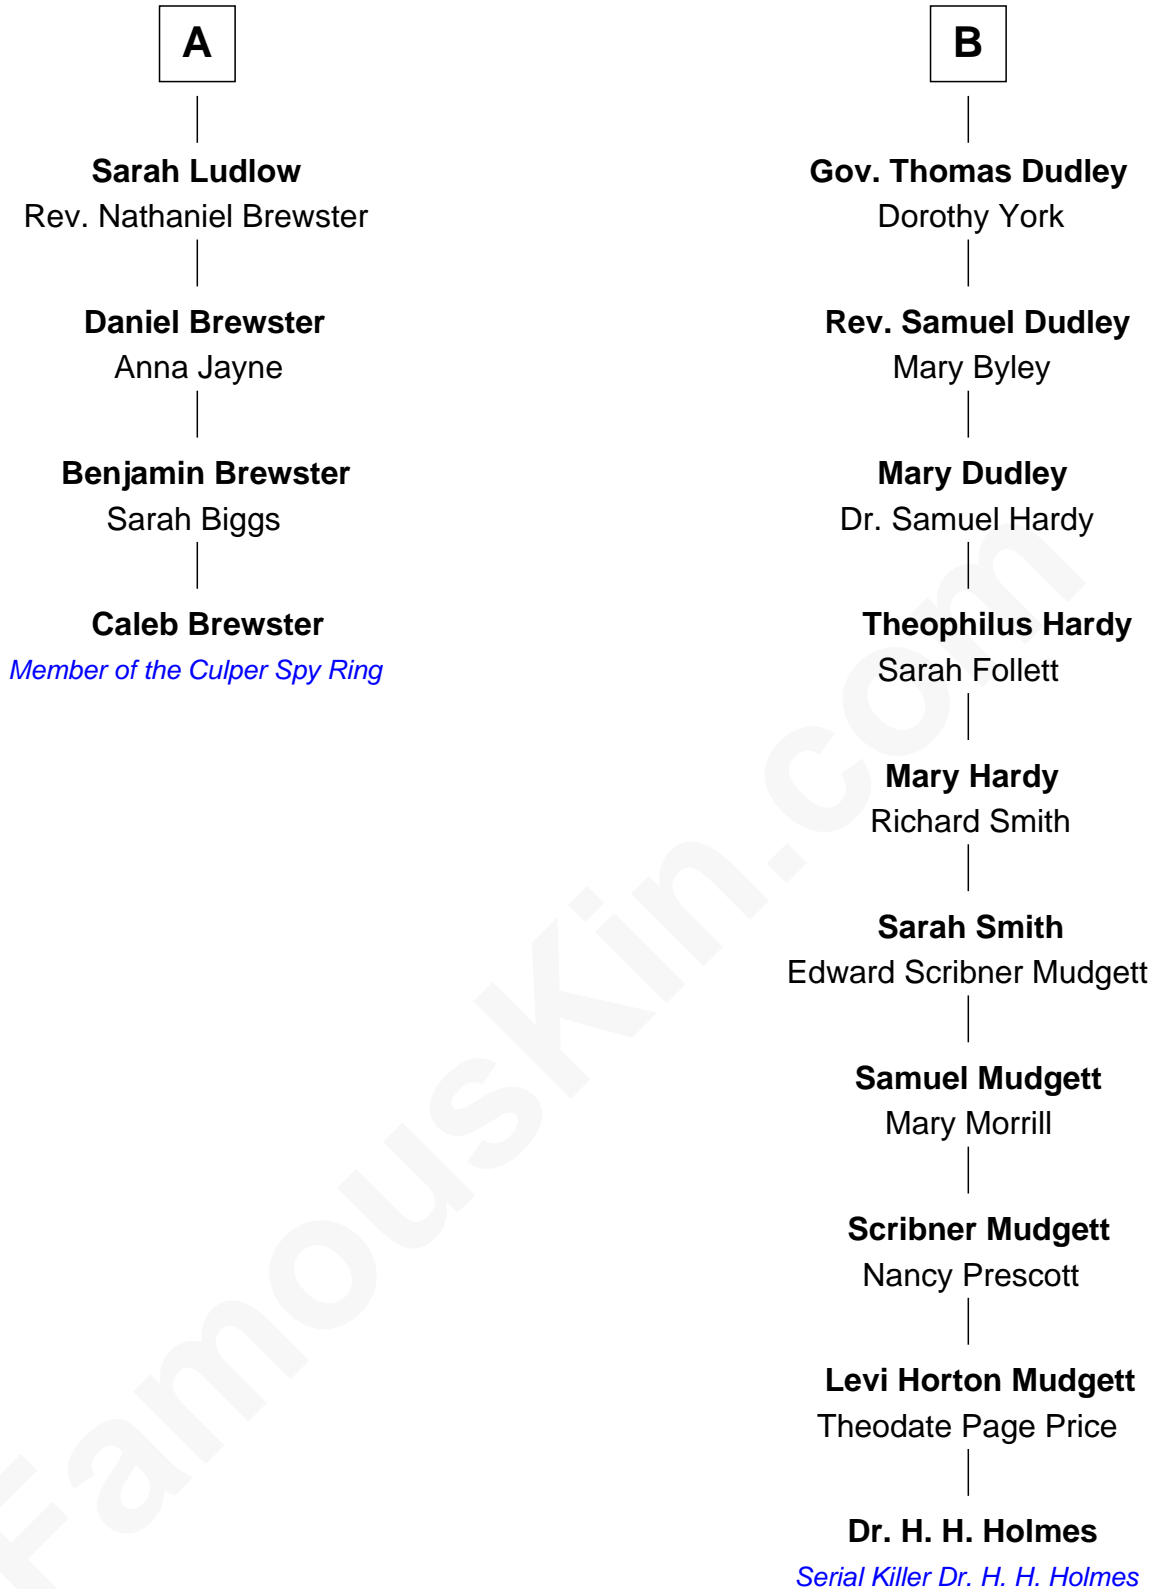 A
Sarah Ludlow
Rev. Nathaniel Brewster
Daniel Brewster
Anna Jayne
Benjamin Brewster
Sarah Biggs
Caleb Brewster
Member of the Culper Spy Ring
B
Gov. Thomas Dudley
Dorothy York
Rev. Samuel Dudley
Mary Byley
Mary Dudley
Dr. Samuel Hardy
Theophilus Hardy
Sarah Follett
Mary Hardy
Richard Smith
Sarah Smith
Edward Scribner Mudgett
Samuel Mudgett
Mary Morrill
Scribner Mudgett
Nancy Prescott
Levi Horton Mudgett
Theodate Page Price
Dr. H. H. Holmes
Serial Killer Dr. H. H. Holmes
FamousKin.com